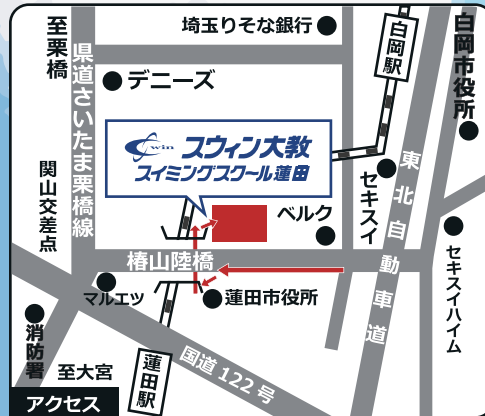 至栗橋
埼玉りそな銀行
白岡駅
白岡市役所
県道さいたま栗橋線
デニーズ
win スウィン大教
スイミングスクール蓮田
関山交差点
東北自動車道
セキスイ
ベルク
セキスイハイム
椿山陸橋
マルエツ
蓮田市役所
消防署
至大宮
蓮田駅
国道122号
アクセス